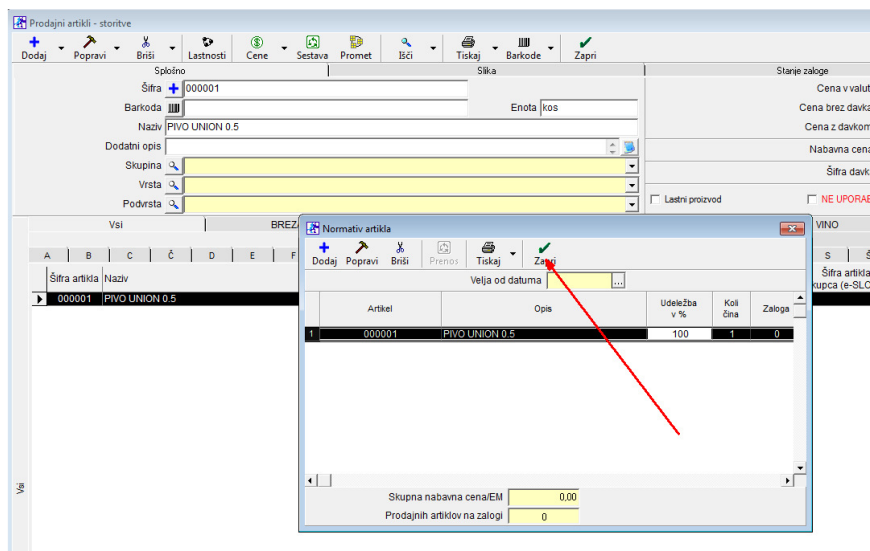 Prodajni artikli - storitve
Dodaj Popravi Briši Lastnosti Cene Sestava Promet Išči Tiskaj Barkode Zapri
Splošno Slika Stanje zaloge
Šifra 000001 Cena v valut
Barkoda Enota kos Cena brez davka
Naziv PIVO UNION 0.5 Cena z davkom
Dodatni opis Nabavna cena
Skupina Šifra davk
Vrsta
Podvrsta Lastni proizvod NE UPORAB
Vsi BREZA VINO
A B C Č D E F S Š
Šifra artikla Naziv Šifra artikla
kupca (e-SLO
000001 PIVO UNION 0.5
Vsi
Normativ artikla
Dodaj Popravi Briši Prenos Tiskaj Zapri
Velja od datuma ...
Artikel Opis Udeležba v % Koli čina Zaloga
1 000001 PIVO UNION 0.5 100 1 0
Skupna nabavna cena/EM 0,00
Prodajnih artiklov na zalogi 0